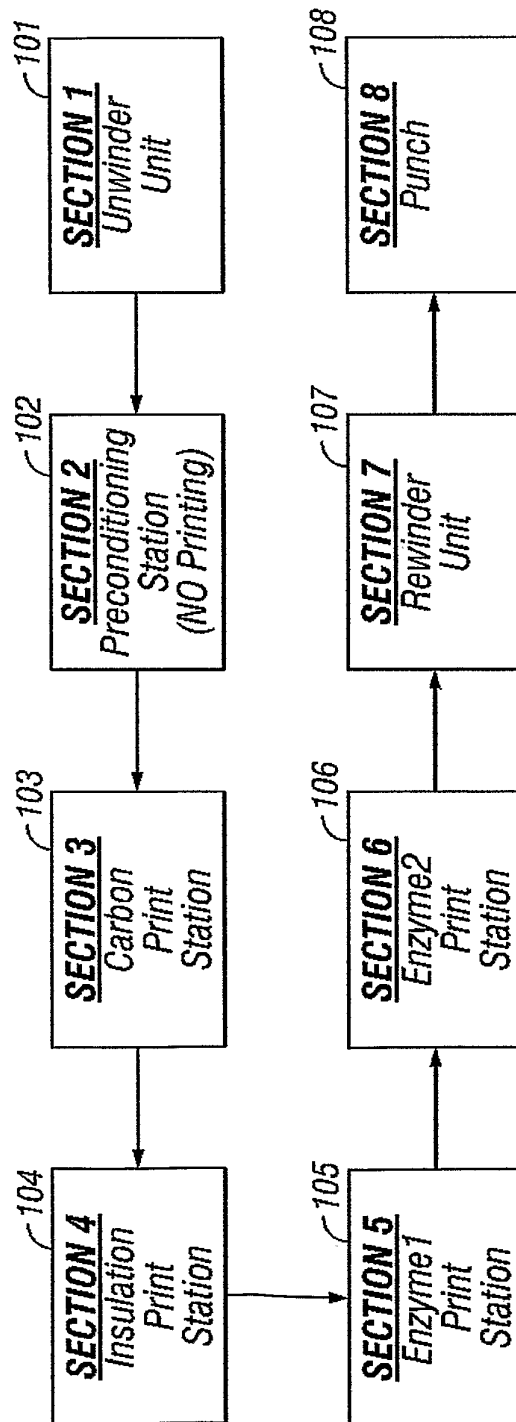 101
SECTION 1
Unwinder
Unit
102
SECTION 2
Preconditioning
Station
(NO Printing)
103
SECTION 3
Carbon
Print
Station
104
SECTION 4
Insulation
Print
Station
105
SECTION 5
Enzyme1
Print
Station
106
SECTION 6
Enzyme2
Print
Station
107
SECTION 7
Rewinder
Unit
108
SECTION 8
Punch